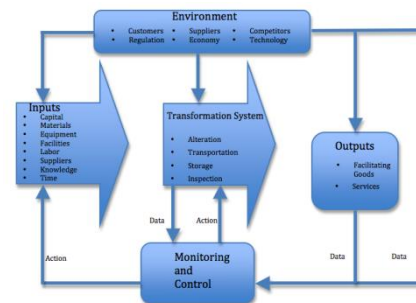 Environment
• Customers • Suppliers • Competitors
• Regulation • Economy • Technology
Inputs
• Capital
• Materials
• Equipment
• Facilities
• Labor
• Suppliers
• Knowledge
• Time
Transformation System
• Alteration
• Transportation
• Storage
• Inspection
Outputs
• Facilitating
Goods
• Services
Data Action
Action
Data Data
Monitoring
and
Control